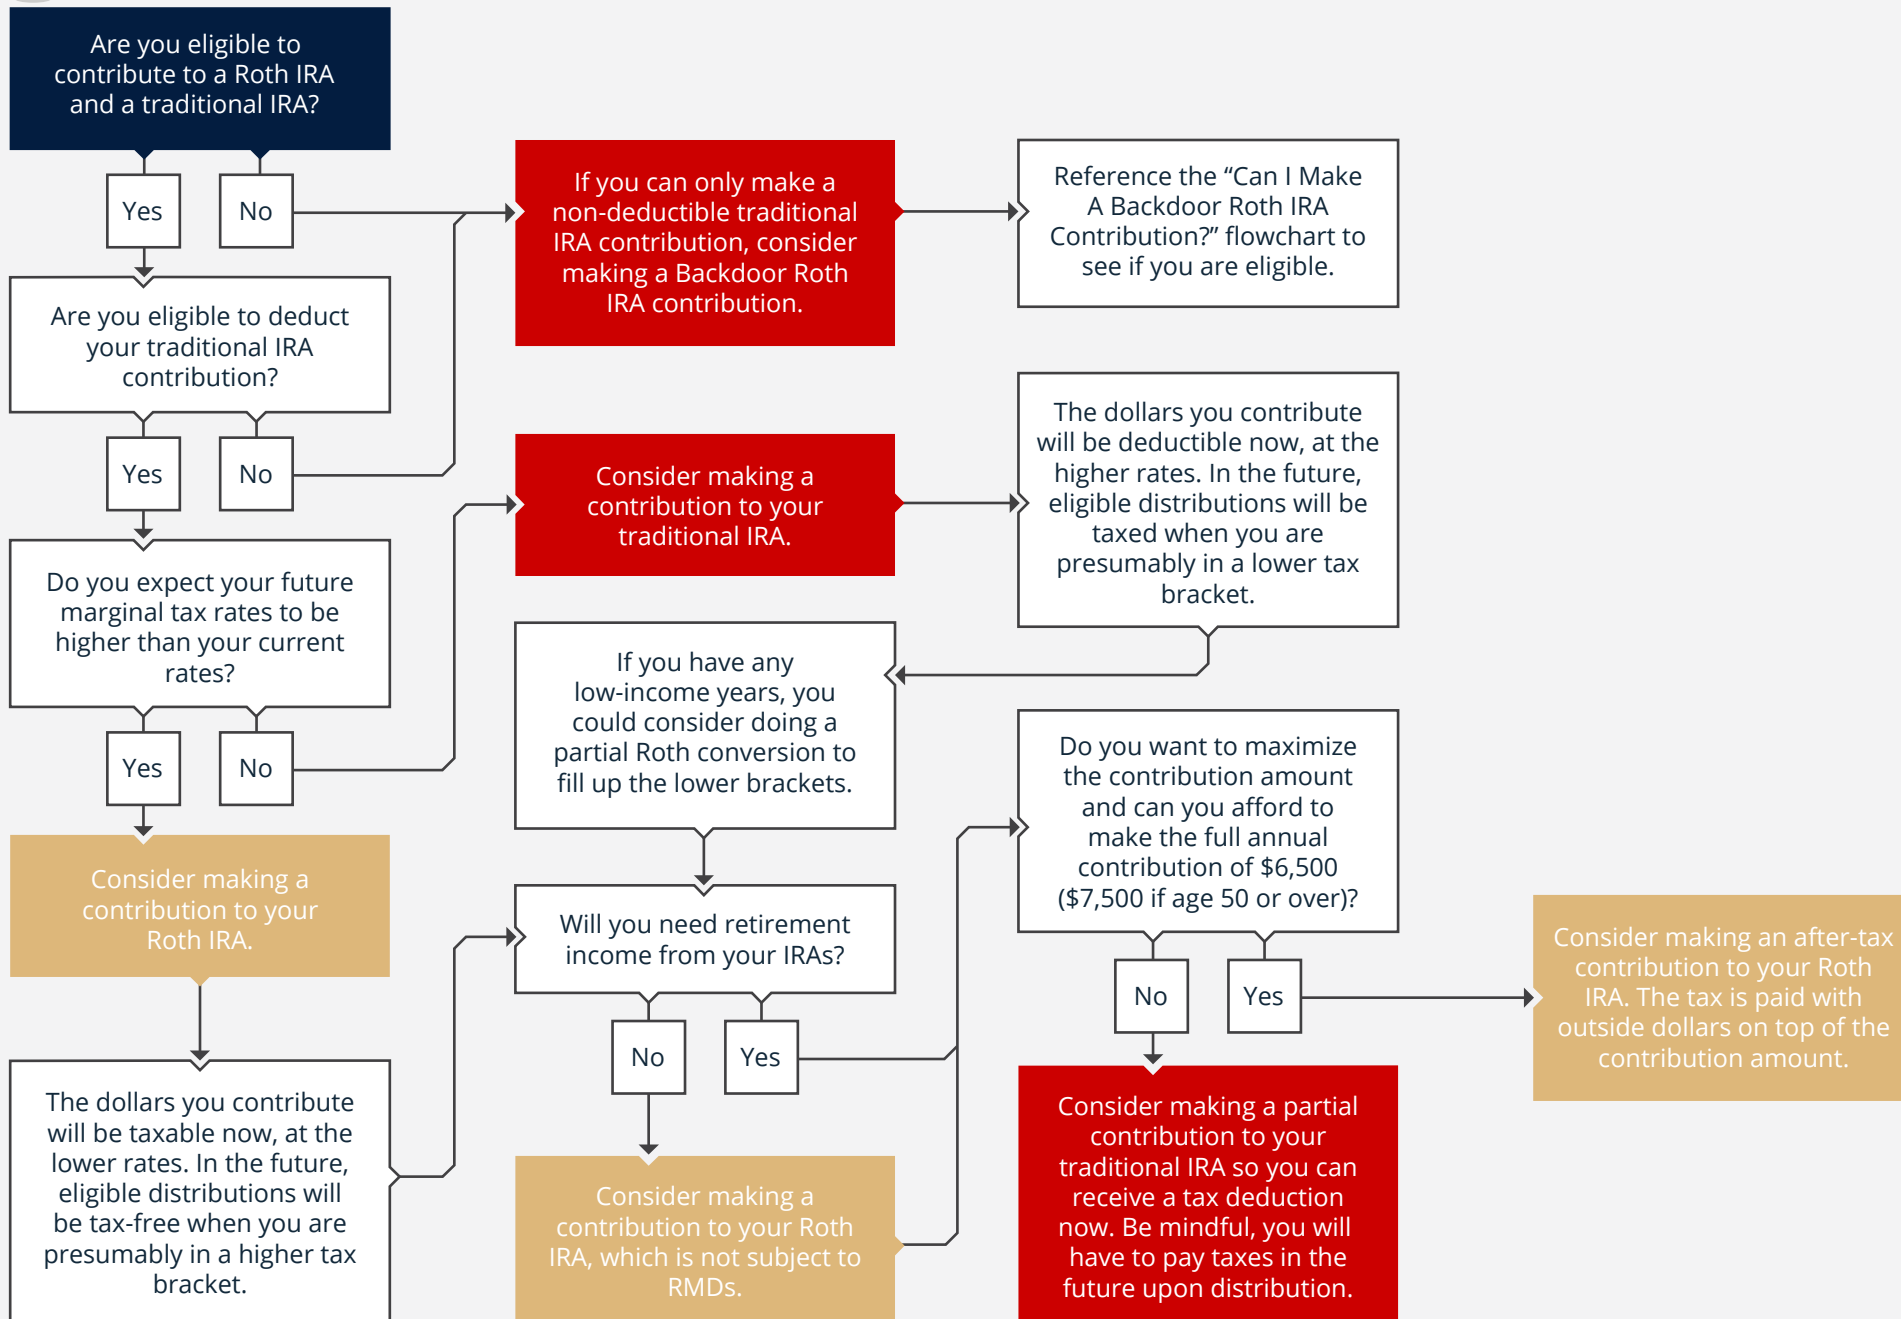 Are you eligible to
contribute to a Roth IRA
and a traditional IRA?
Yes
No
If you can only make a
non-deductible traditional
IRA contribution, consider
making a Backdoor Roth
IRA contribution.
Reference the “Can I Make
A Backdoor Roth IRA
Contribution?” flowchart to
see if you are eligible.
Are you eligible to deduct
your traditional IRA
contribution?
Yes
No
Consider making a
contribution to your
traditional IRA.
The dollars you contribute
will be deductible now, at the
higher rates. In the future,
eligible distributions will be
taxed when you are
presumably in a lower tax
bracket.
Do you expect your future
marginal tax rates to be
higher than your current
rates?
Yes
No
If you have any
low-income years, you
could consider doing a
partial Roth conversion to
fill up the lower brackets.
Do you want to maximize
the contribution amount
and can you afford to
make the full annual
contribution of $6,500
($7,500 if age 50 or over)?
Consider making a
contribution to your
Roth IRA.
Will you need retirement
income from your IRAs?
No
Yes
No
Yes
Consider making an after-tax
contribution to your Roth
IRA. The tax is paid with
outside dollars on top of the
contribution amount.
The dollars you contribute
will be taxable now, at the
lower rates. In the future,
eligible distributions will
be tax-free when you are
presumably in a higher tax
bracket.
Consider making a
contribution to your Roth
IRA, which is not subject to
RMDs.
Consider making a partial
contribution to your
traditional IRA so you can
receive a tax deduction
now. Be mindful, you will
have to pay taxes in the
future upon distribution.